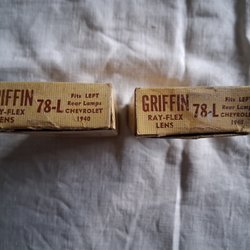 GRIFFIN
RAY-FLEX
LENS
78-L
Fits LEFT
Rear Lamps
CHEVROLET
1940
GRIFFIN
RAY-FLEX
LENS
78-L
Fits LEFT
Rear Lamps
CHEVROLET
1940